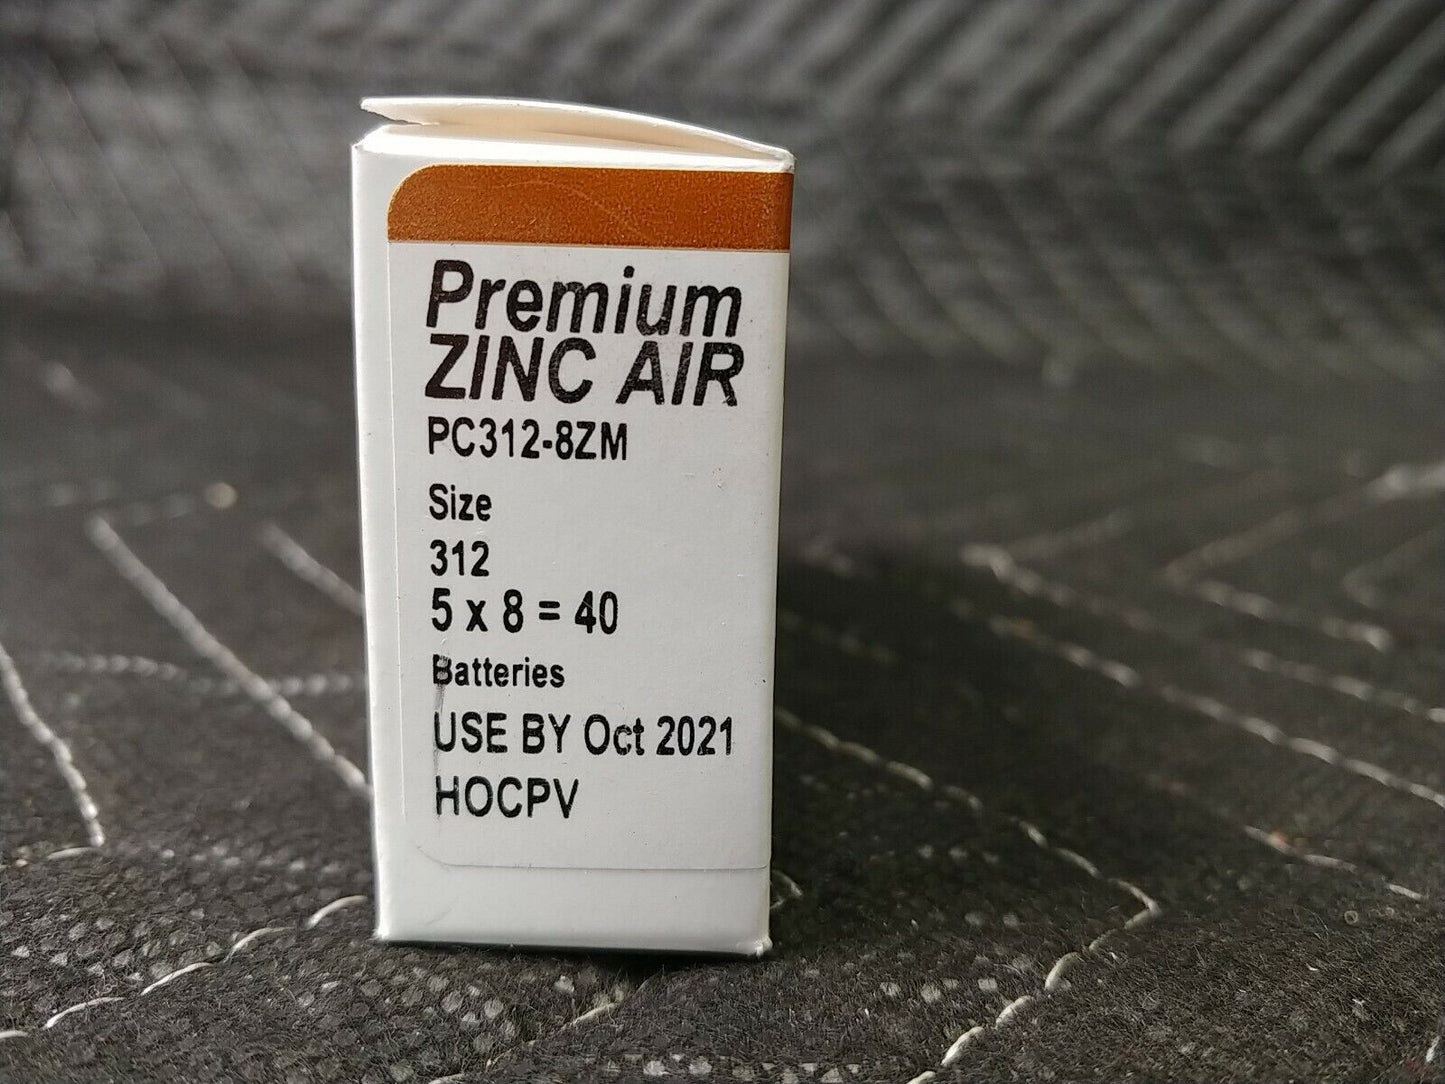 Premium
ZINC AIR
PC312-8ZM
Size
312
5 x 8 = 40
Batteries
USE BY Oct 2021
HOCPV